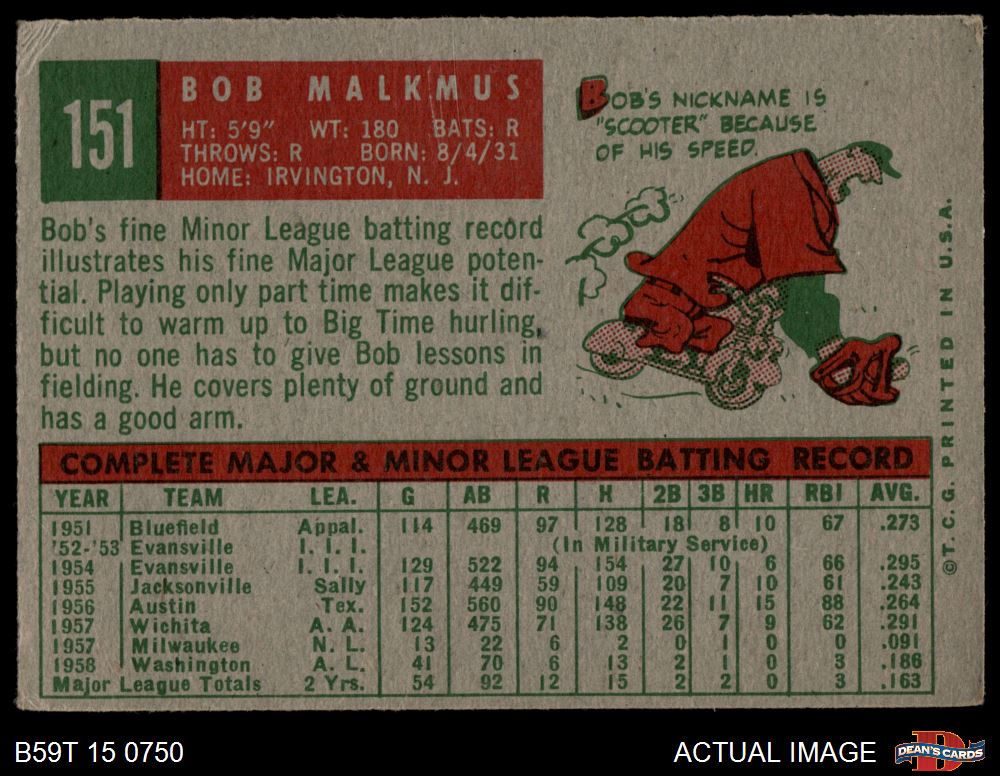 151
BOB MALKMUS
HT: 5'9" WT: 180 BATS: R
THROWS: R BORN: 8/4/31
HOME: IRVINGTON, N. J.
BOB'S NICKNAME IS
"SCOOTER" BECAUSE
OF HIS SPEED.
Bob's fine Minor League batting record
illustrates his fine Major League poten-
tial. Playing only part time makes it dif-
ficult to warm up to Big Time hurling,
but no one has to give Bob lessons in
fielding. He covers plenty of ground and
has a good arm.
COMPLETE MAJOR & MINOR LEAGUE BATTING RECORD
YEAR TEAM LEA. G AB R H 2B 3B HR RBI AVG.
1951 Bluefield Appal. 114 469 97 128 18 8 10 67 .273
'52-'53 Evansville I. I. I. (In Military Service)
1954 Evansville I. I. I. 129 522 94 154 27 10 6 66 .295
1955 Jacksonville Sally 117 449 59 109 20 7 10 61 .243
1956 Austin Tex. 152 560 90 148 22 11 15 88 .264
1957 Wichita A. A. 124 475 71 138 26 7 9 62 .291
1957 Milwaukee N. L. 13 22 6 2 0 1 0 0 .091
1958 Washington A. L. 41 70 6 13 2 1 0 3 .186
Major League Totals 2 Yrs. 54 92 12 15 2 2 0 3 .163
©T. C. G. PRINTED IN U.S.A.
B59T 15 0750
ACTUAL IMAGE
D
DEAN'S CARDS